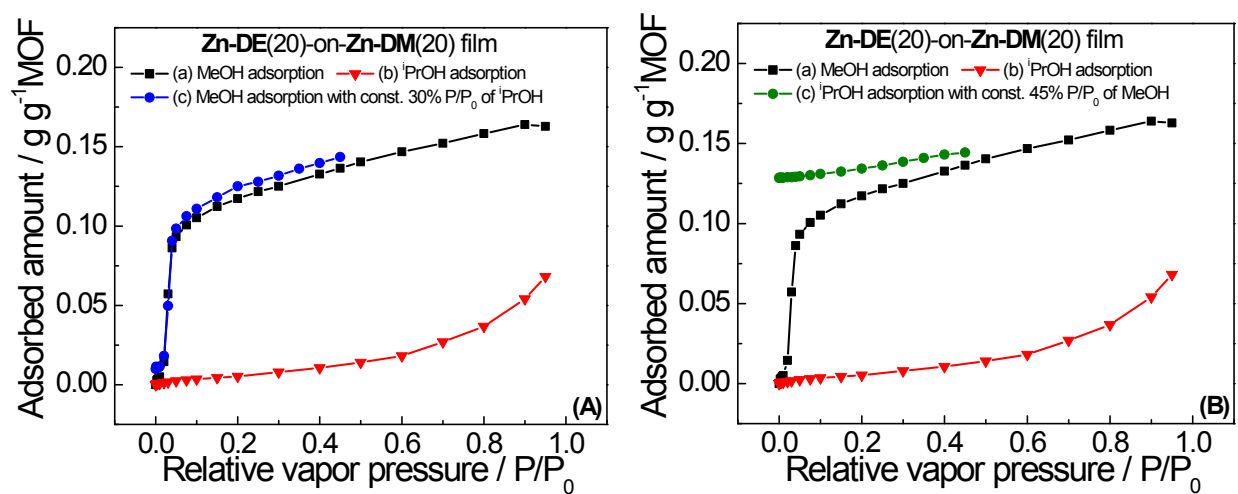 Zn-DE(20)-on-Zn-DM(20) film
(a) MeOH adsorption (b) ⁱPrOH adsorption
(c) MeOH adsorption with const. 30% P/P₀ of ⁱPrOH
0.20
0.15
0.10
0.05
0.00
Adsorbed amount / g g⁻¹MOF
(A)
0.0 0.2 0.4 0.6 0.8 1.0
Relative vapor pressure / P/P₀
Zn-DE(20)-on-Zn-DM(20) film
(a) MeOH adsorption (b) ⁱPrOH adsorption
(c) ⁱPrOH adsorption with const. 45% P/P₀ of MeOH
0.20
0.15
0.10
0.05
0.00
Adsorbed amount / g g⁻¹MOF
(B)
0.0 0.2 0.4 0.6 0.8 1.0
Relative vapor pressure / P/P₀